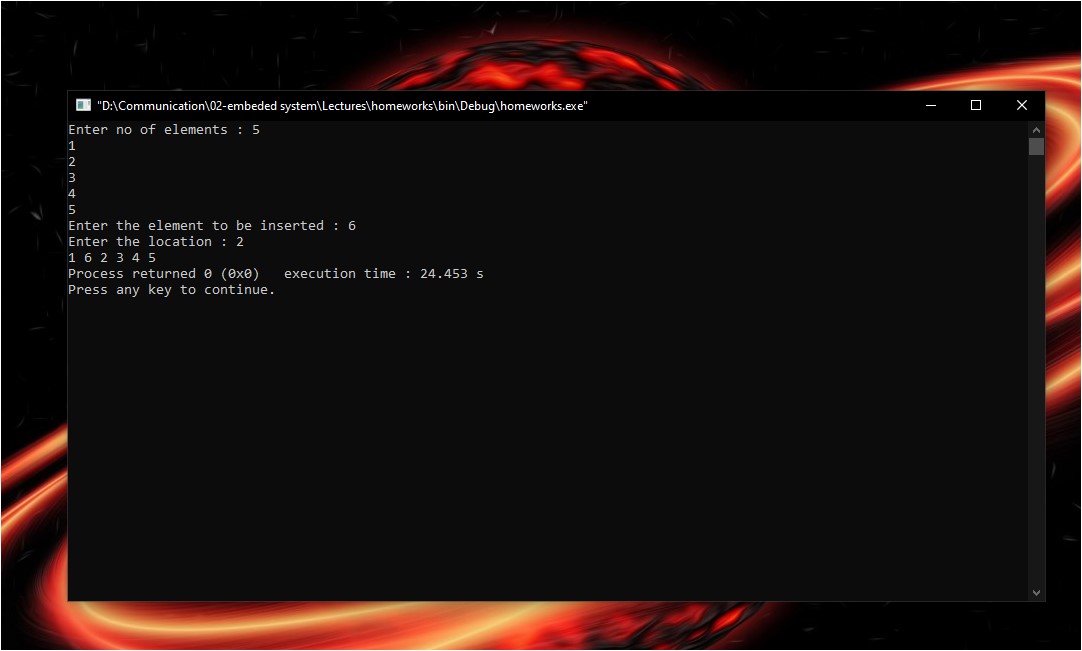 "D:\Communication\02-embeded system\Lectures\homeworks\bin\Debug\homeworks.exe"
Enter no of elements : 5
1
2
3
4
5
Enter the element to be inserted : 6
Enter the location : 2
1 6 2 3 4 5
Process returned 0 (0x0)   execution time : 24.453 s
Press any key to continue.